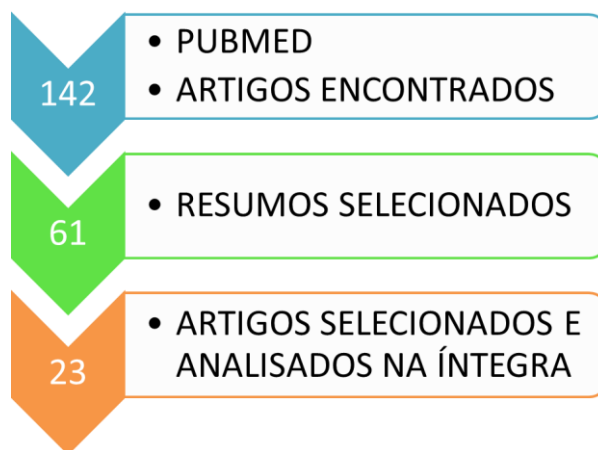 142
• PUBMED
• ARTIGOS ENCONTRADOS
61
• RESUMOS SELECIONADOS
23
• ARTIGOS SELECIONADOS E
ANALISADOS NA ÍNTEGRA